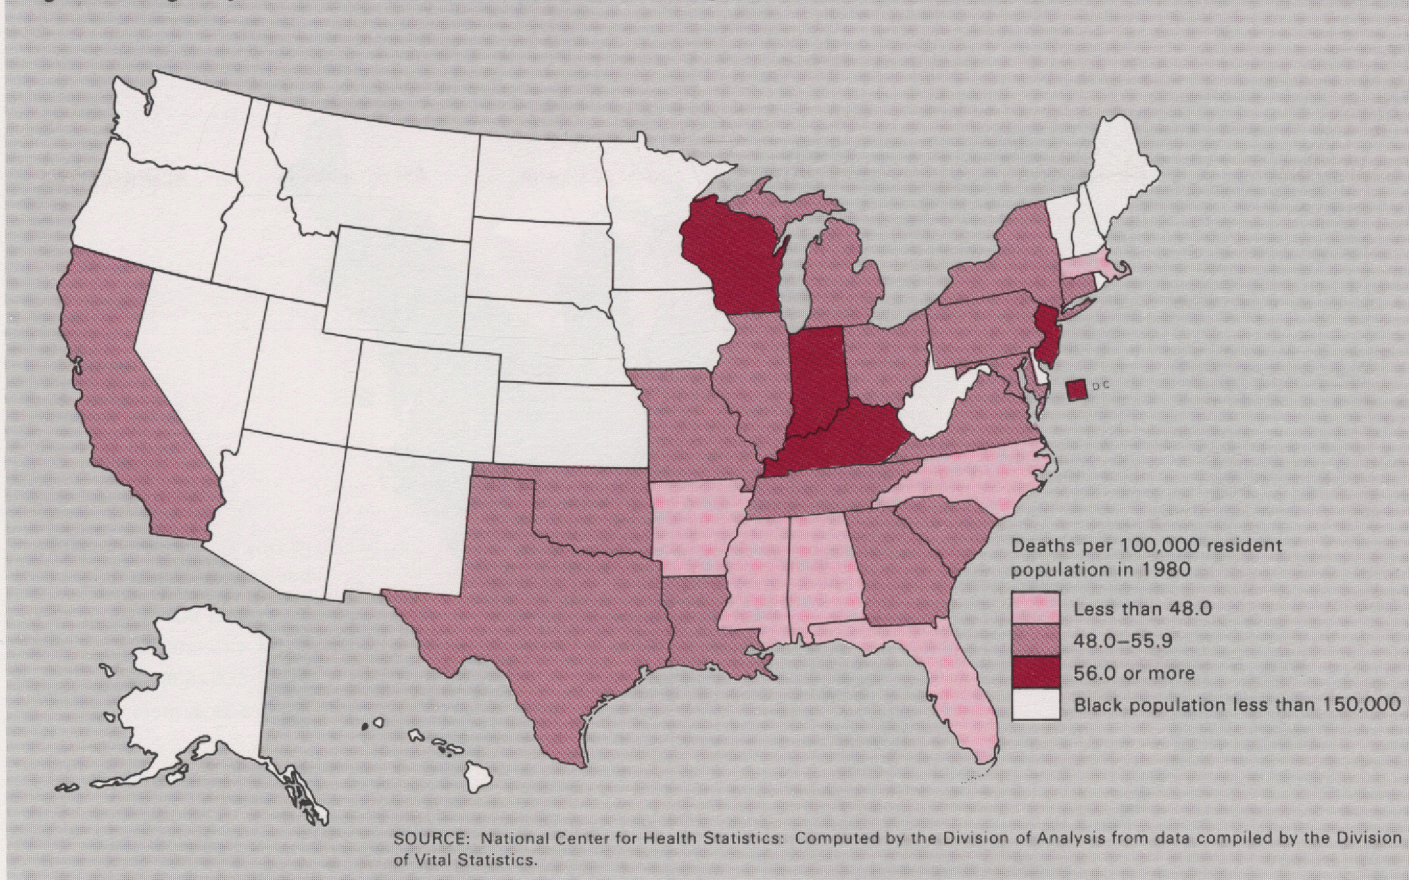 DC
Deaths per 100,000 resident
population in 1980
Less than 48.0
48.0–55.9
56.0 or more
Black population less than 150,000
SOURCE: National Center for Health Statistics: Computed by the Division of Analysis from data compiled by the Division
of Vital Statistics.